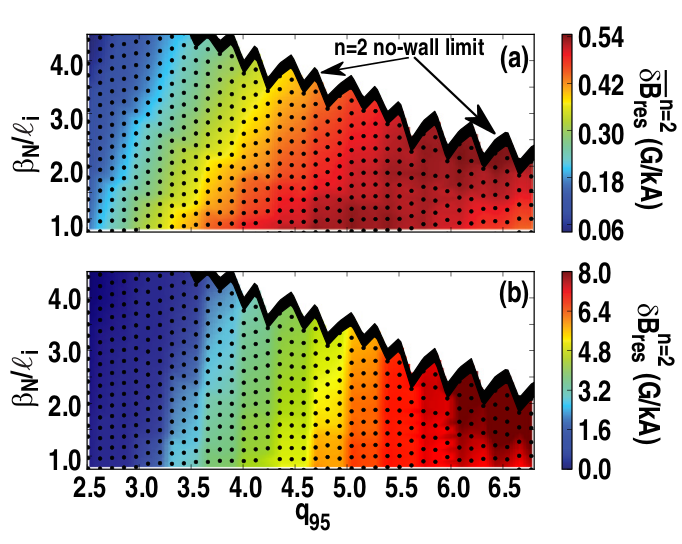 n=2 no-wall limit
(a)
4.0
3.0
2.0
1.0
βN/ℓi
0.54
0.42
0.30
0.18
0.06
δB̅res n=2 (G/kA)
(b)
4.0
3.0
2.0
1.0
βN/ℓi
8.0
6.4
4.8
3.2
1.6
0.0
δBres n=2 (G/kA)
2.5 3.0 3.5 4.0 4.5 5.0 5.5 6.0 6.5
q95